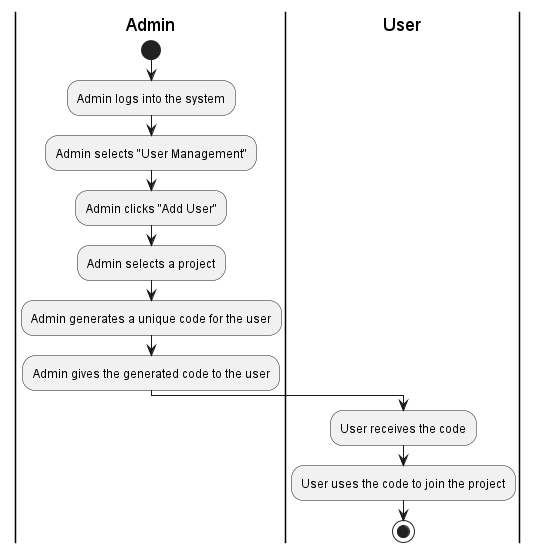 Admin
User
Admin logs into the system
Admin selects "User Management"
Admin clicks "Add User"
Admin selects a project
Admin generates a unique code for the user
Admin gives the generated code to the user
User receives the code
User uses the code to join the project